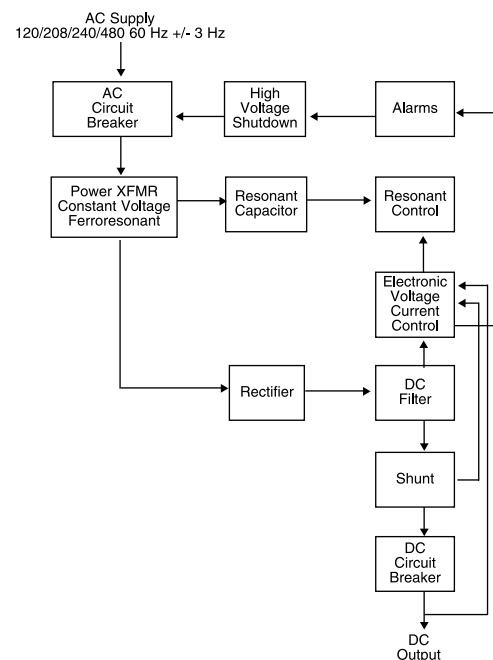 AC Supply
120/208/240/480 60 Hz +/- 3 Hz
AC
Circuit
Breaker
High
Voltage
Shutdown
Alarms
Power XFMR
Constant Voltage
Ferroresonant
Resonant
Capacitor
Resonant
Control
Electronic
Voltage
Current
Control
Rectifier
DC
Filter
Shunt
DC
Circuit
Breaker
DC
Output